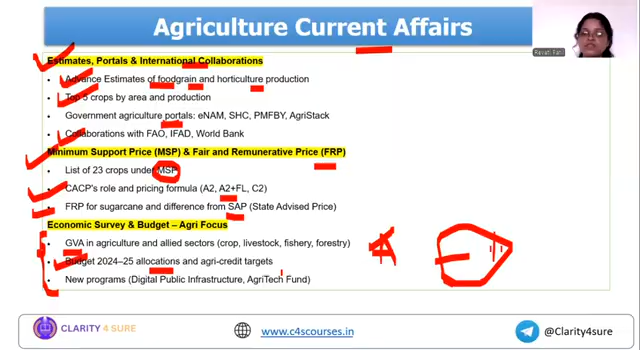 Agriculture Current Affairs
Estimates, Portals & International Collaborations
• Advance Estimates of foodgrain and horticulture production
• Top 5 crops by area and production
• Government agriculture portals: eNAM, SHC, PMFBY, AgriStack
• Collaborations with FAO, IFAD, World Bank
Minimum Support Price (MSP) & Fair and Remunerative Price (FRP)
• List of 23 crops under MSP
• CACP's role and pricing formula (A2, A2+FL, C2)
• FRP for sugarcane and difference from SAP (State Advised Price)
Economic Survey & Budget – Agri Focus
• GVA in agriculture and allied sectors (crop, livestock, fishery, forestry)
• Budget 2024–25 allocations and agri-credit targets
• New programs (Digital Public Infrastructure, AgriTech Fund)
CLARITY 4 SURE
www.c4scourses.in
@Clarity4sure